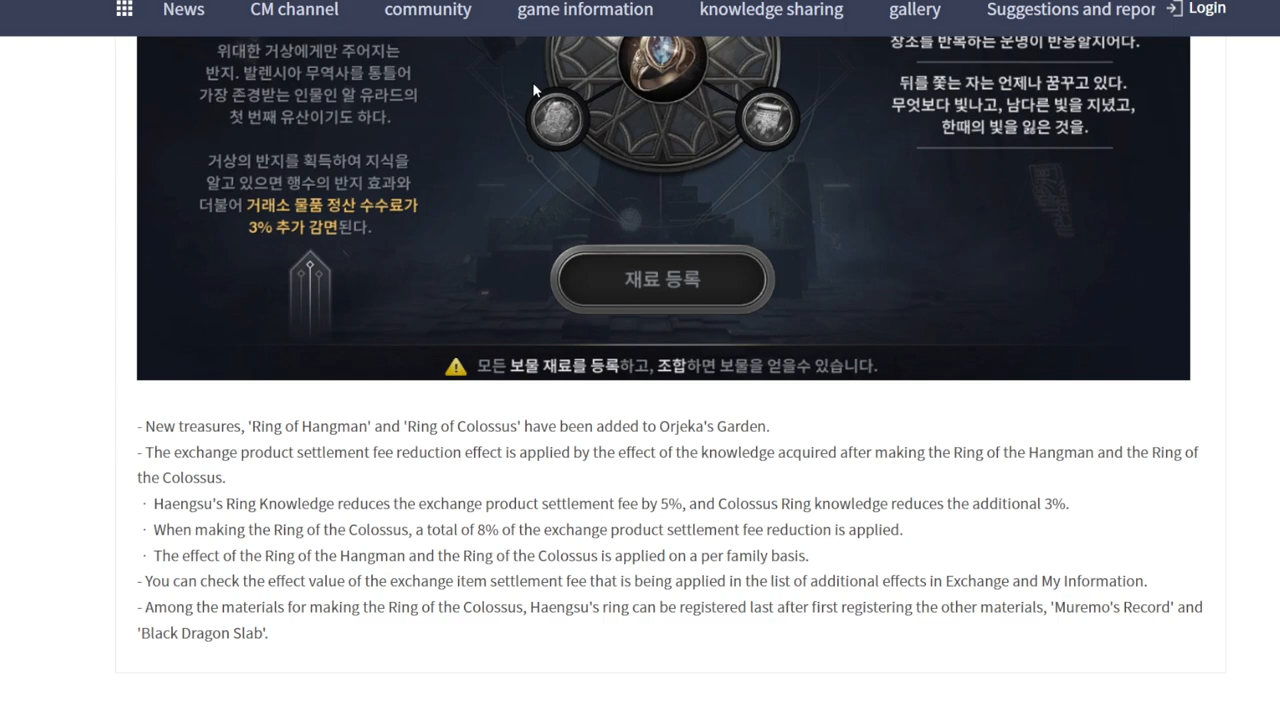 News CM channel community game information knowledge sharing gallery Suggestions and repor Login
위대한 거상에게만 주어지는
반지. 발렌시아 무역사를 통틀어
가장 존경받는 인물인 알 유라드의
첫 번째 유산이기도 하다.
거상의 반지를 획득하여 지식을
알고 있으면 행수의 반지 효과와
더불어 거래소 물품 정산 수수료가
3% 추가 감면된다.
장소를 반복하는 운명이 반응할지어다.
뒤를 쫓는 자는 언제나 꿈꾸고 있다.
무엇보다 빛나고, 남다른 빛을 지녔고,
한때의 빛을 잃은 것을.
재료 등록
모든 보물 재료를 등록하고, 조합하면 보물을 얻을수 있습니다.
- New treasures, 'Ring of Hangman' and 'Ring of Colossus' have been added to Orjeka's Garden.
- The exchange product settlement fee reduction effect is applied by the effect of the knowledge acquired after making the Ring of the Hangman and the Ring of
the Colossus.
· Haengsu's Ring Knowledge reduces the exchange product settlement fee by 5%, and Colossus Ring knowledge reduces the additional 3%.
· When making the Ring of the Colossus, a total of 8% of the exchange product settlement fee reduction is applied.
· The effect of the Ring of the Hangman and the Ring of the Colossus is applied on a per family basis.
- You can check the effect value of the exchange item settlement fee that is being applied in the list of additional effects in Exchange and My Information.
- Among the materials for making the Ring of the Colossus, Haengsu's ring can be registered last after first registering the other materials, 'Muremo's Record' and
'Black Dragon Slab'.